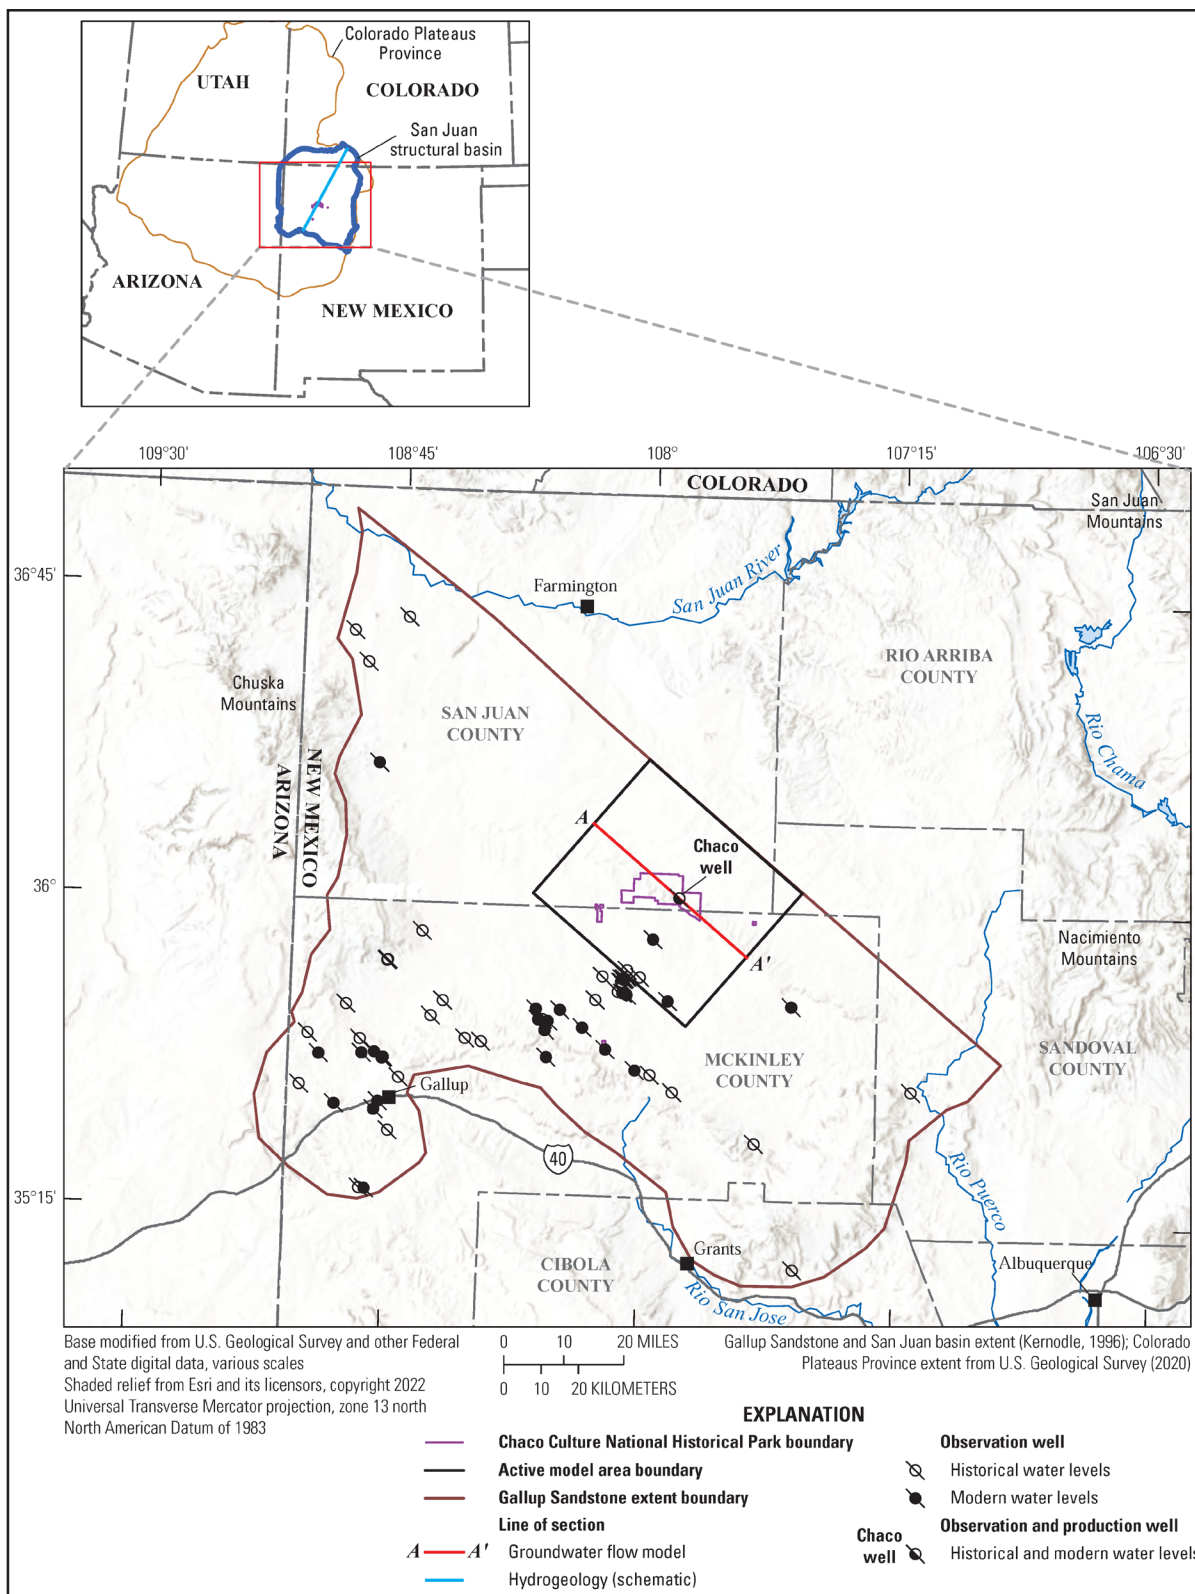 Colorado Plateaus
Province
UTAH
COLORADO
San Juan
structural basin
ARIZONA
NEW MEXICO
109°30'
108°45'
108°
107°15'
106°30'
COLORADO
San Juan
Mountains
36°45'
Farmington
San Juan River
RIO ARRIBA
COUNTY
Chuska
Mountains
SAN JUAN
COUNTY
Rio Chama
NEW MEXICO
ARIZONA
A
Chaco
well
36°
Nacimiento
Mountains
A'
MCKINLEY
COUNTY
SANDOVAL
COUNTY
Gallup
40
35°15'
Rio Puerco
Grants
CIBOLA
COUNTY
Albuquerque
Rio San Jose
Base modified from U.S. Geological Survey and other Federal
and State digital data, various scales
Shaded relief from Esri and its licensors, copyright 2022
Universal Transverse Mercator projection, zone 13 north
North American Datum of 1983
0 10 20 MILES
0 10 20 KILOMETERS
Gallup Sandstone and San Juan basin extent (Kernodle, 1996); Colorado
Plateaus Province extent from U.S. Geological Survey (2020)
EXPLANATION
Chaco Culture National Historical Park boundary
Active model area boundary
Gallup Sandstone extent boundary
Line of section
A A' Groundwater flow model
Hydrogeology (schematic)
Observation well
Historical water levels
Modern water levels
Observation and production well
Chaco
well
Historical and modern water levels